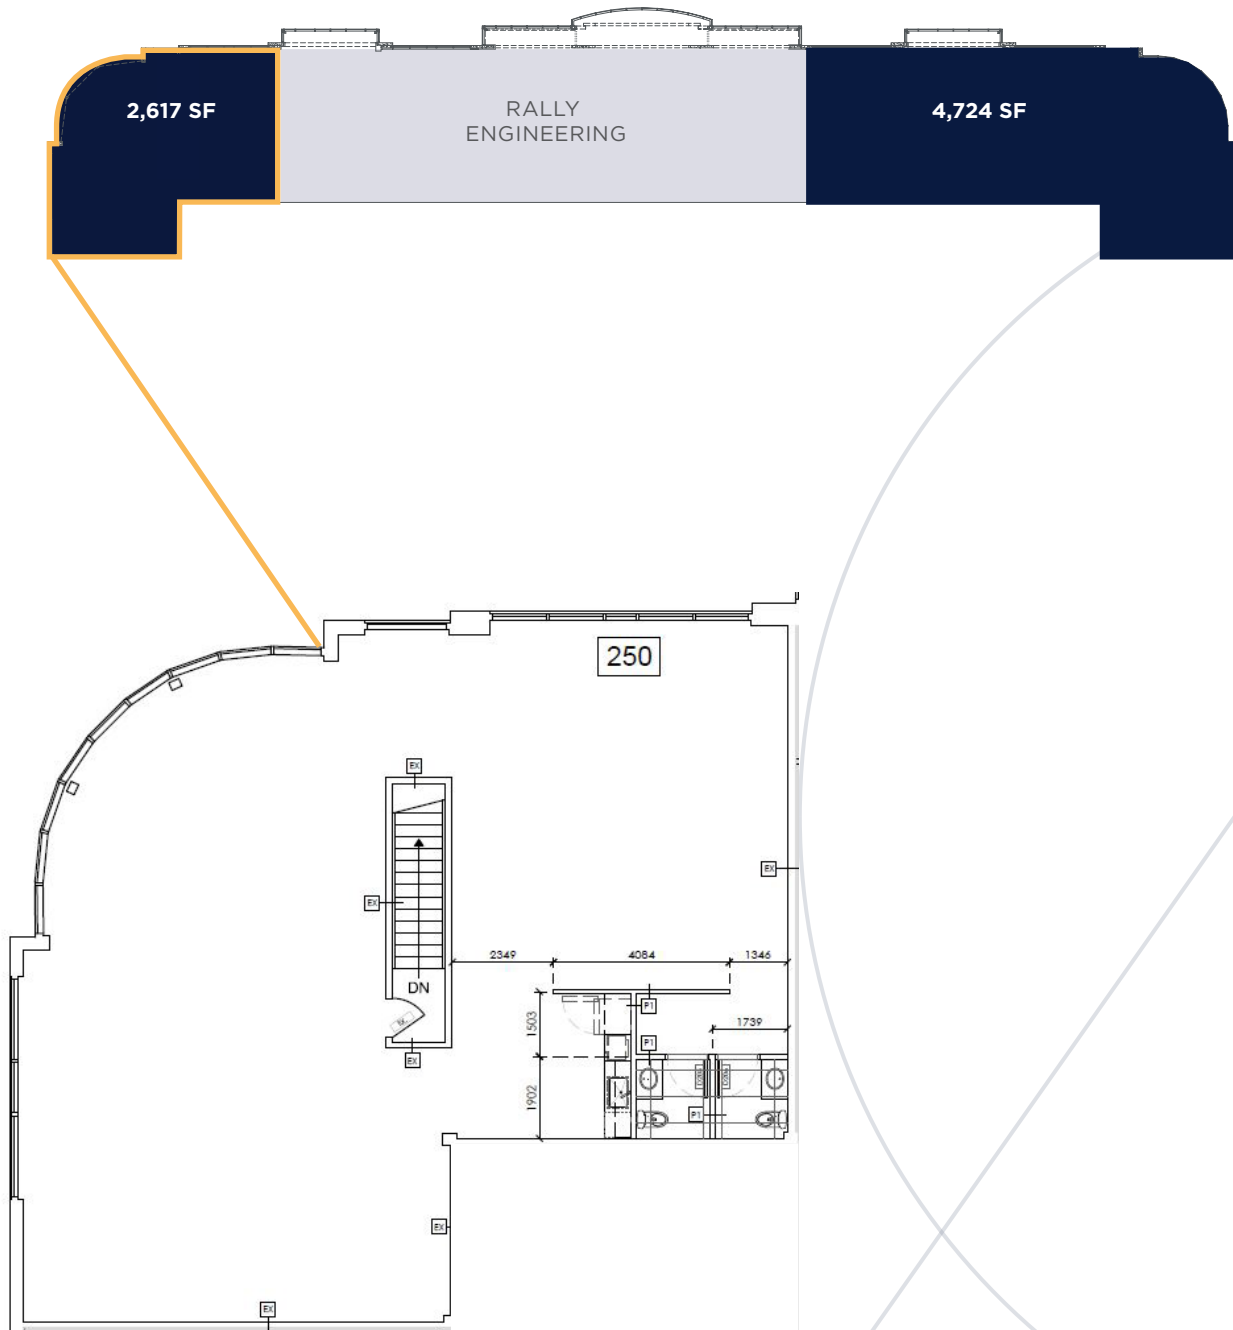 2,617 SF
RALLY
ENGINEERING
4,724 SF
250
EX
EX
EX
DN
EX
2349
4084
1346
1503
P1
1739
P1
1902
P1
EX
EX